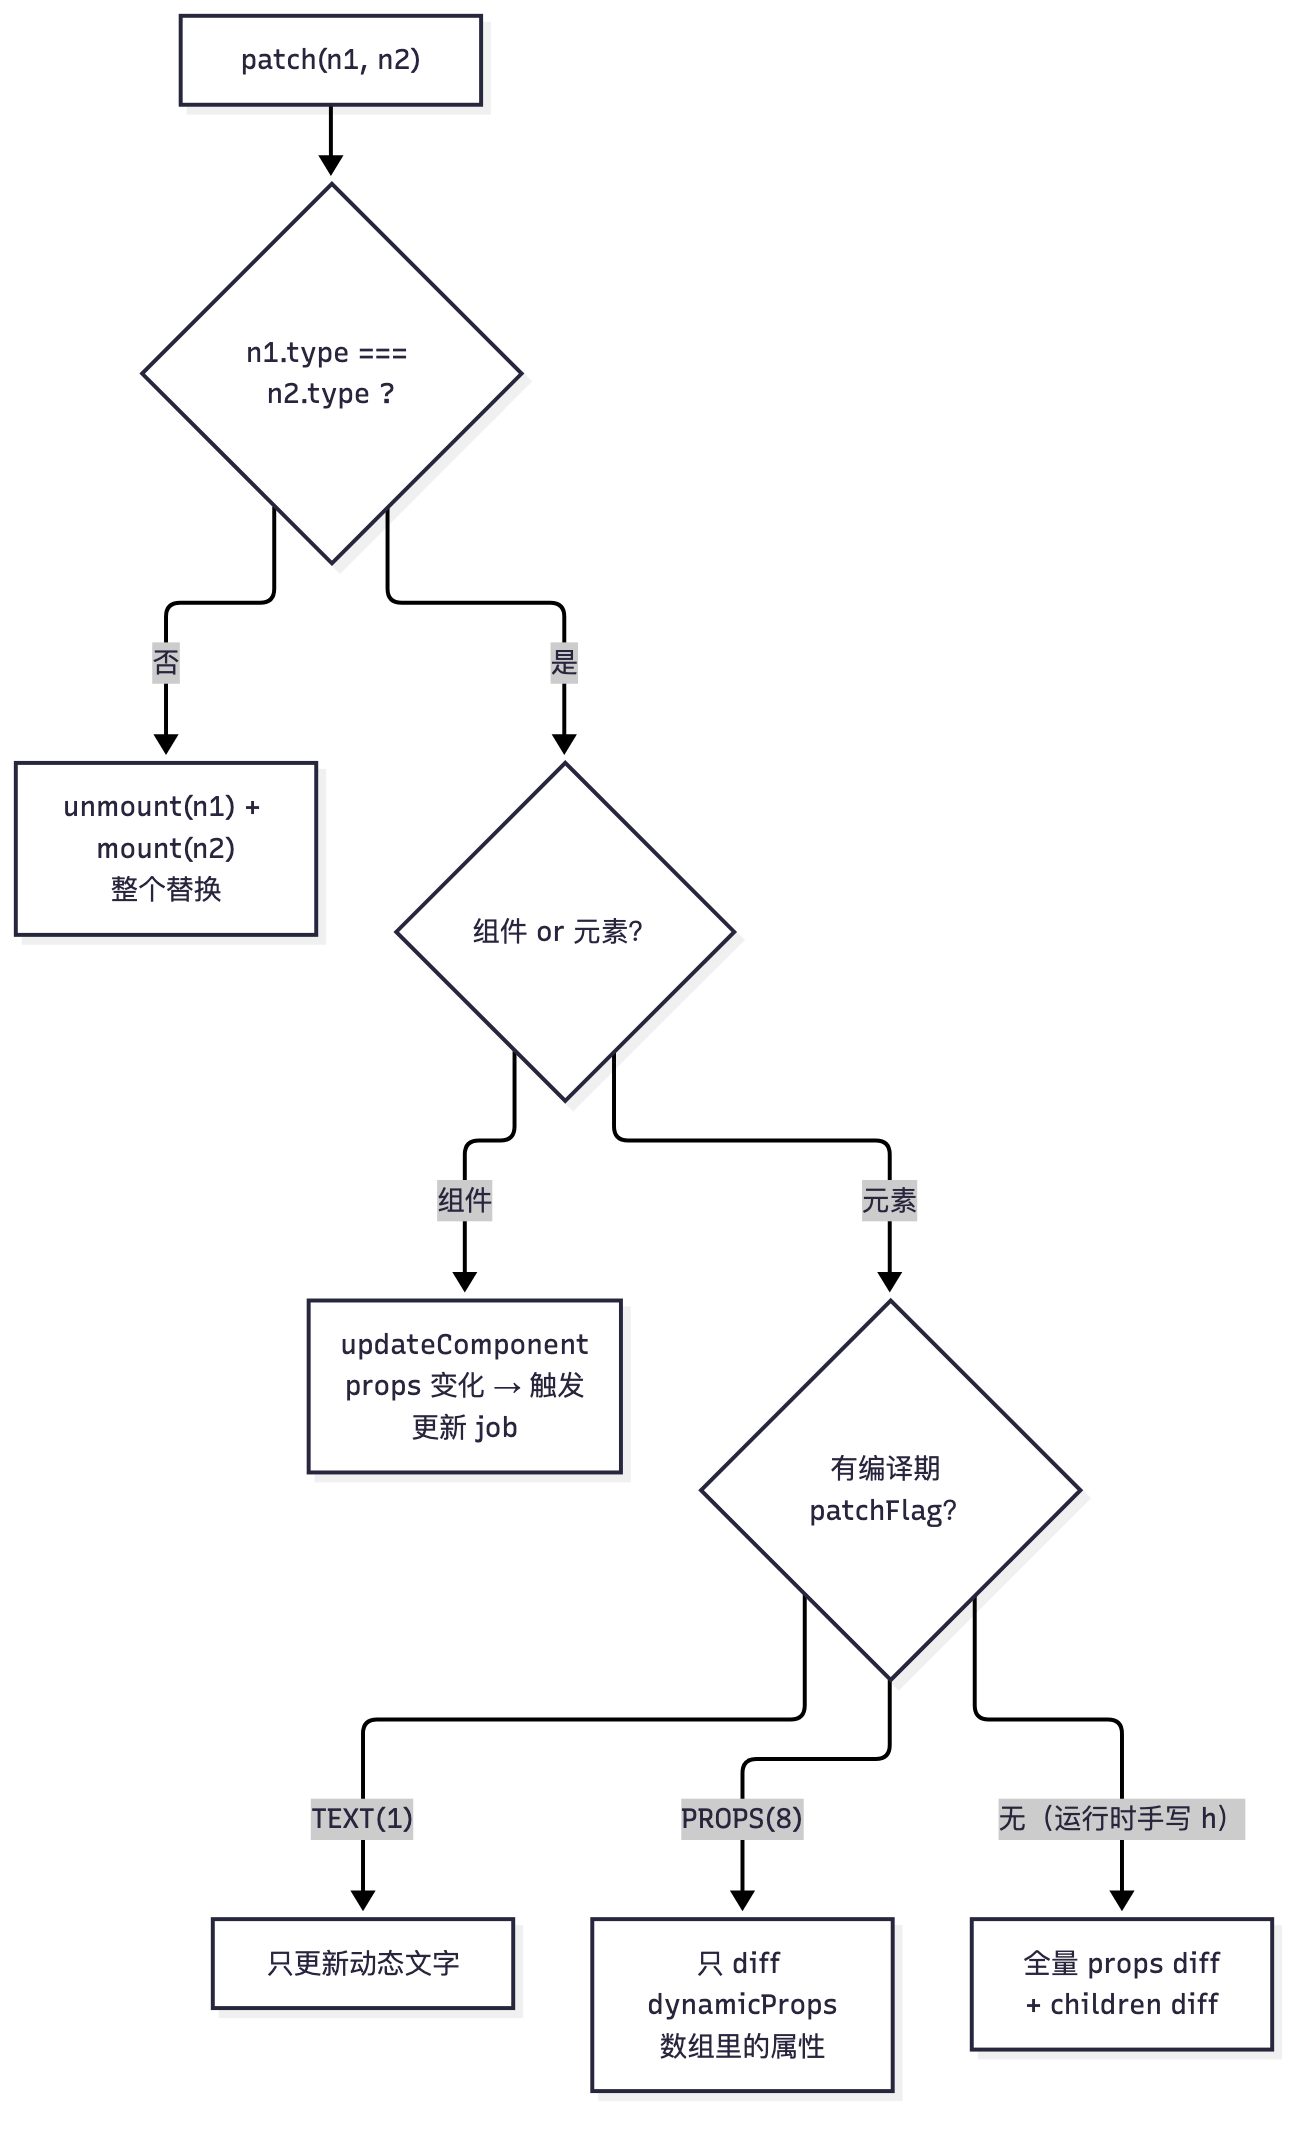 patch(n1, n2)
n1.type ===
n2.type ?
否
是
unmount(n1) +
mount(n2)
整个替换
组件 or 元素?
组件
元素
updateComponent
props 变化 → 触发
更新 job
有编译期
patchFlag?
TEXT(1)
PROPS(8)
无（运行时手写 h）
只更新动态文字
只 diff
dynamicProps
数组里的属性
全量 props diff
+ children diff